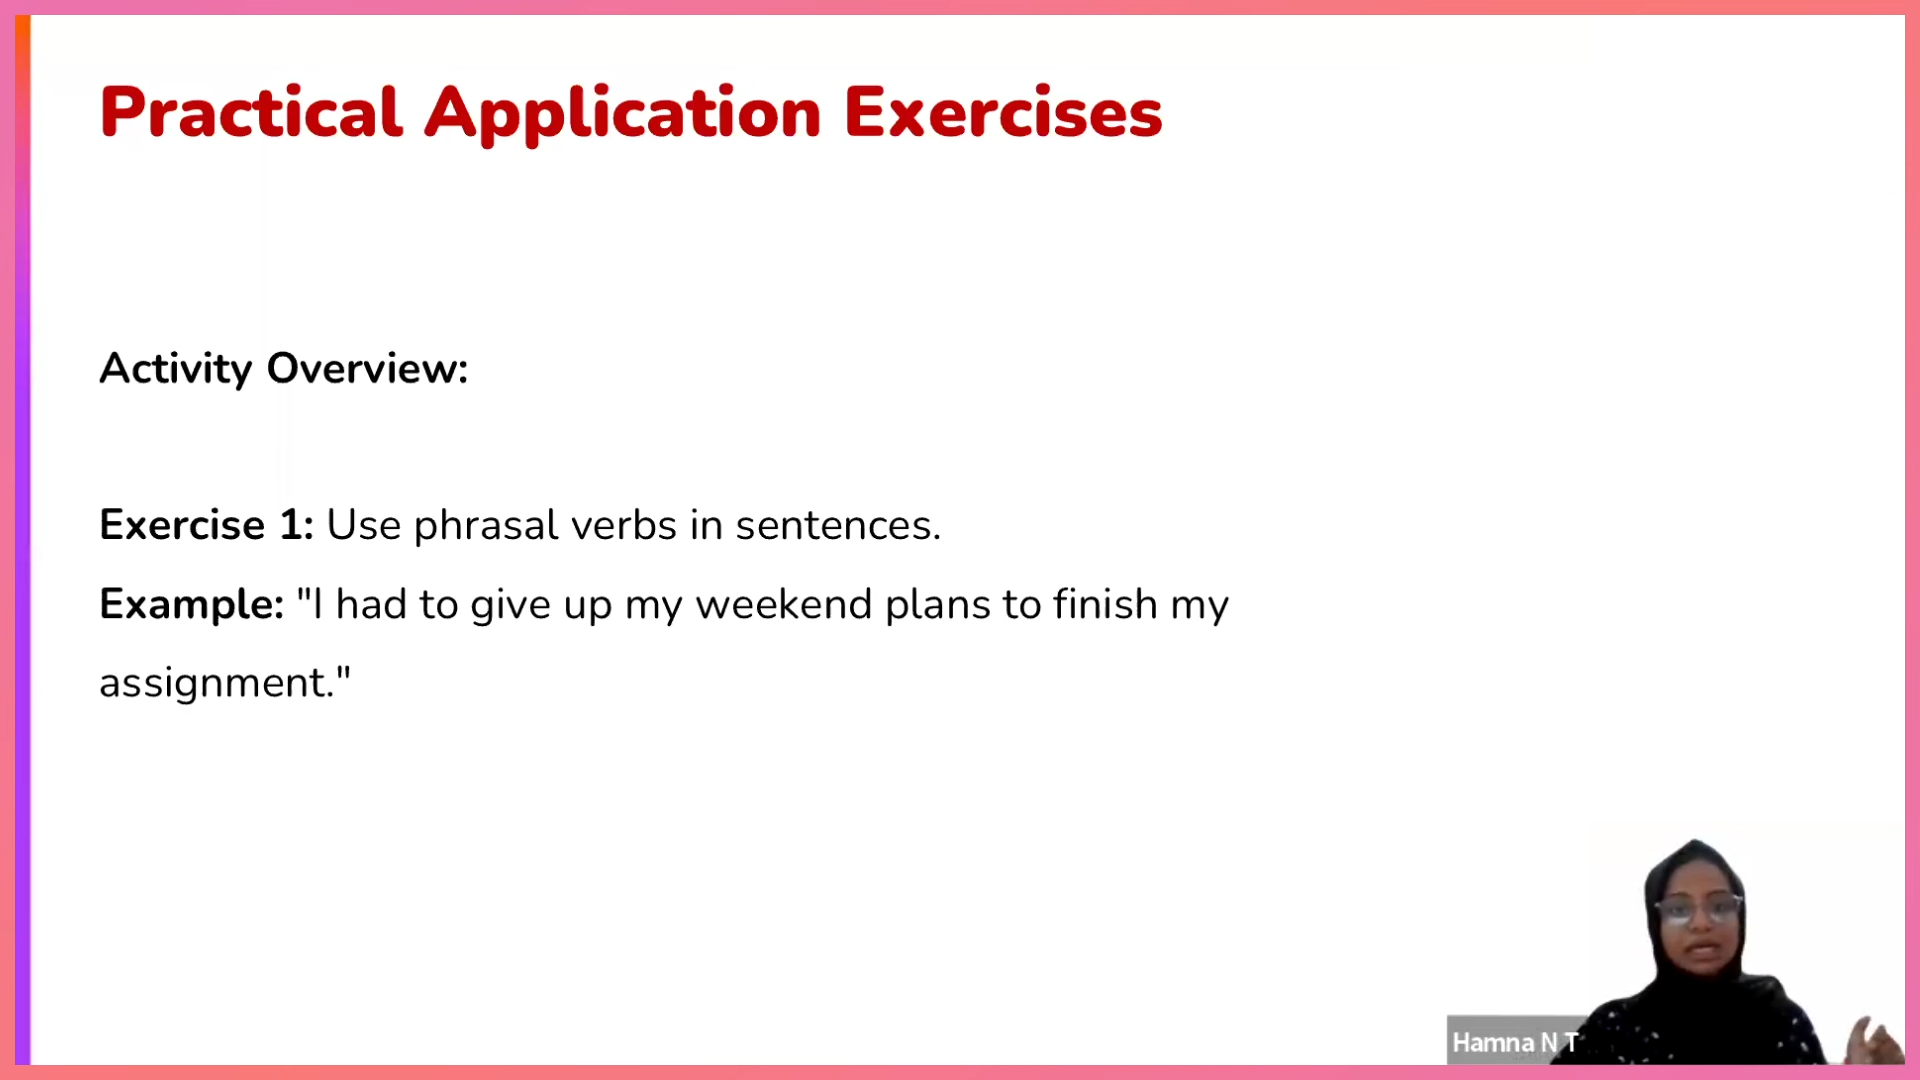 Practical Application Exercises
Activity Overview:
Exercise 1: Use phrasal verbs in sentences.
Example: "I had to give up my weekend plans to finish my
assignment."
Hamna N T